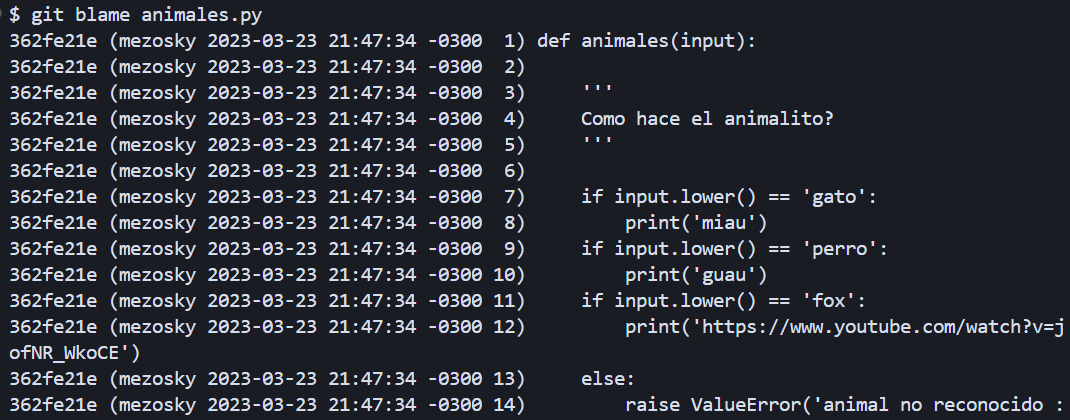 $ git blame animales.py
362fe21e (mezosky 2023-03-23 21:47:34 -0300  1) def animales(input):
362fe21e (mezosky 2023-03-23 21:47:34 -0300  2)
362fe21e (mezosky 2023-03-23 21:47:34 -0300  3)     '''
362fe21e (mezosky 2023-03-23 21:47:34 -0300  4)     Como hace el animalito?
362fe21e (mezosky 2023-03-23 21:47:34 -0300  5)     '''
362fe21e (mezosky 2023-03-23 21:47:34 -0300  6)
362fe21e (mezosky 2023-03-23 21:47:34 -0300  7)     if input.lower() == 'gato':
362fe21e (mezosky 2023-03-23 21:47:34 -0300  8)         print('miau')
362fe21e (mezosky 2023-03-23 21:47:34 -0300  9)     if input.lower() == 'perro':
362fe21e (mezosky 2023-03-23 21:47:34 -0300 10)         print('guau')
362fe21e (mezosky 2023-03-23 21:47:34 -0300 11)     if input.lower() == 'fox':
362fe21e (mezosky 2023-03-23 21:47:34 -0300 12)         print('https://www.youtube.com/watch?v=j
ofNR_WkoCE')
362fe21e (mezosky 2023-03-23 21:47:34 -0300 13)     else:
362fe21e (mezosky 2023-03-23 21:47:34 -0300 14)         raise ValueError('animal no reconocido :